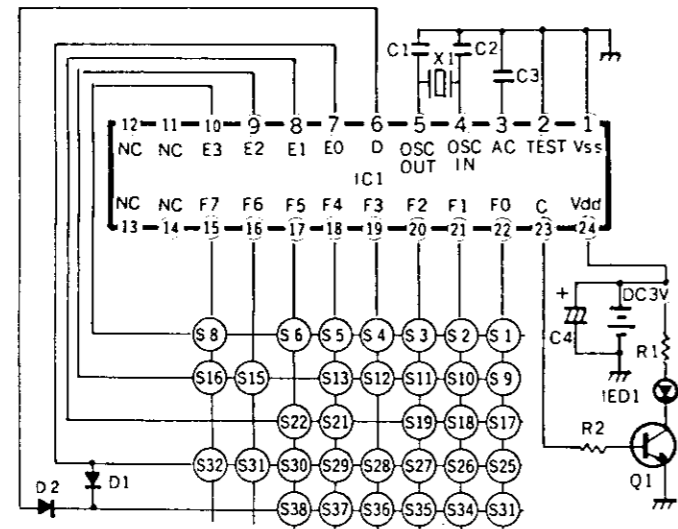 C1 C2
X1
C3
12 11 10 9 8 7 6 5 4 3 2 1
NC NC E3 E2 E1 E0 D OSC OSC AC TEST Vss
OUT IN
IC1
NC NC F7 F6 F5 F4 F3 F2 F1 F0 C Vdd
13 14 15 16 17 18 19 20 21 22 23 24
+ DC3V
C4
R1
S8 S6 S5 S4 S3 S2 S1
S16 S15 S13 S12 S11 S10 S9
IED1
S22 S21 S19 S18 S17
R2
Q1
S32 S31 S30 S29 S28 S27 S26 S25
D2 D1
S38 S37 S36 S35 S34 S31